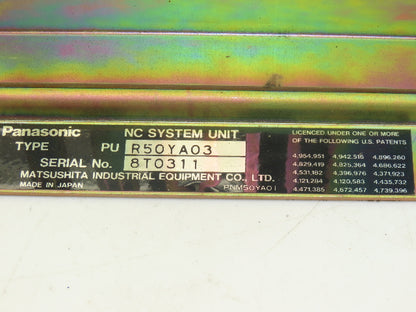 Panasonic NC SYSTEM UNIT
TYPE PU R50YA03
SERIAL No. 8T0311
MATSUSHITA INDUSTRIAL EQUIPMENT CO., LTD.
MADE IN JAPAN PNM50YA01
LICENCED UNDER ONE OR MORE
OF THE FOLLOWING U.S. PATENTS
4,984,951 4,942,516 4,896,260
4,829,419 4,825,364 4,686,622
4,531,182 4,396,976 4,371,923
4,121,284 4,120,583 4,435,732
4,471,385 4,672,457 4,739,396